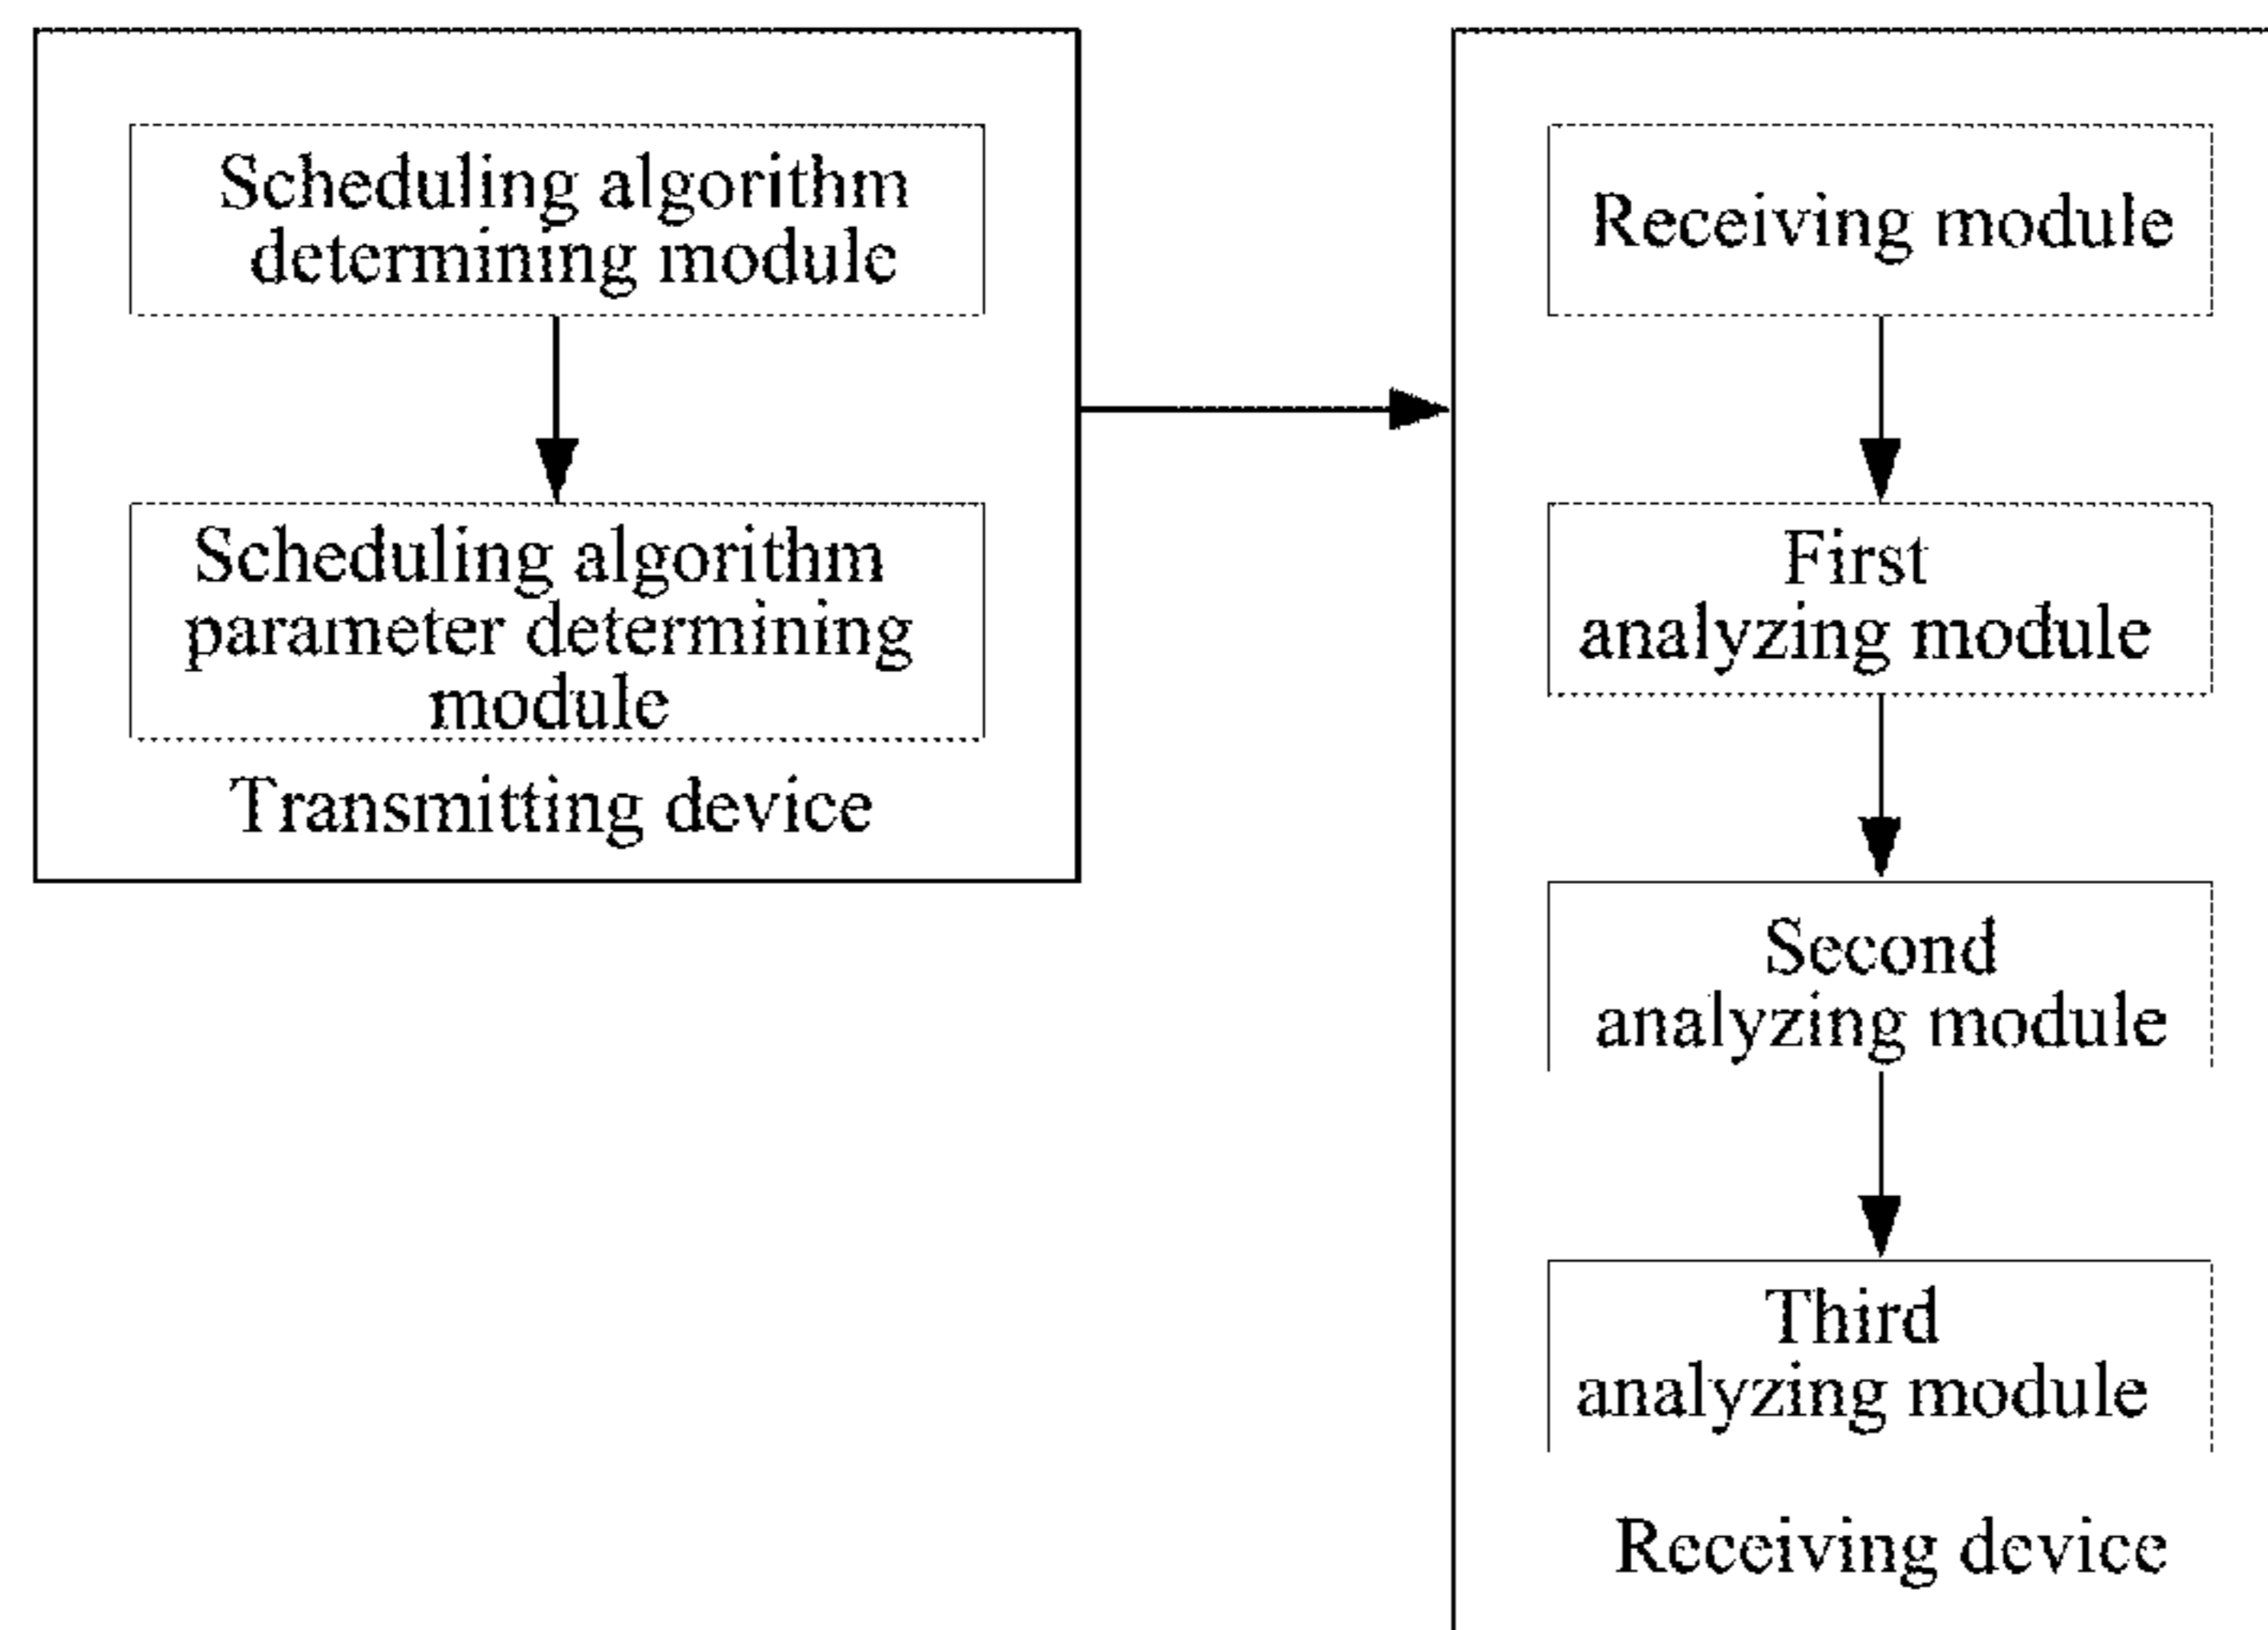 Scheduling algorithm
determining module
Scheduling algorithm
parameter determining
module
Transmitting device
Receiving module
First
analyzing module
Second
analyzing module
Third
analyzing module
Receiving device